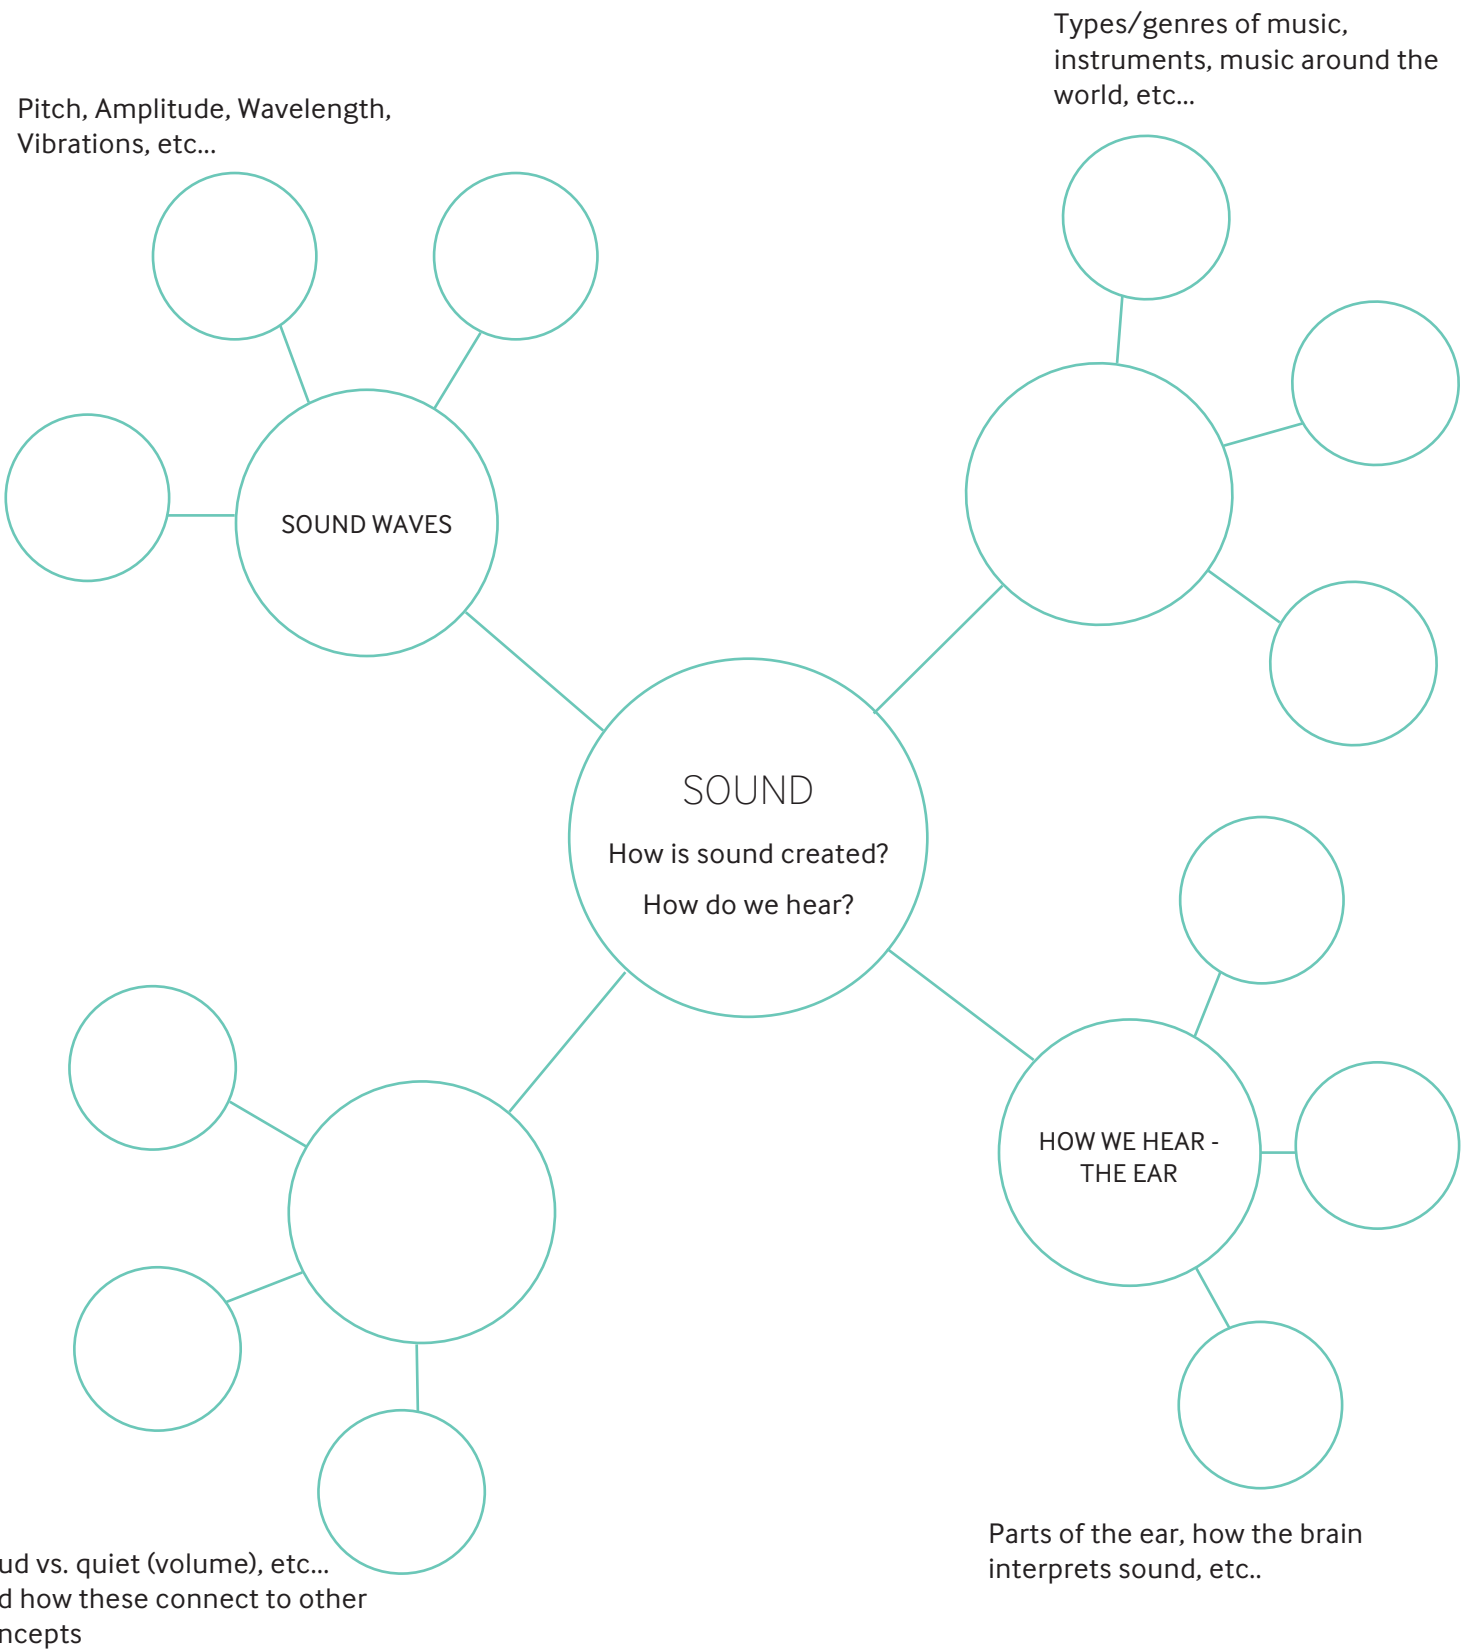 Types/genres of music,
instruments, music around the
world, etc...
Pitch, Amplitude, Wavelength,
Vibrations, etc...
SOUND WAVES
SOUND
How is sound created?
How do we hear?
HOW WE HEAR -
THE EAR
Parts of the ear, how the brain
interprets sound, etc..
vs. quiet (volume), etc...
how these connect to other